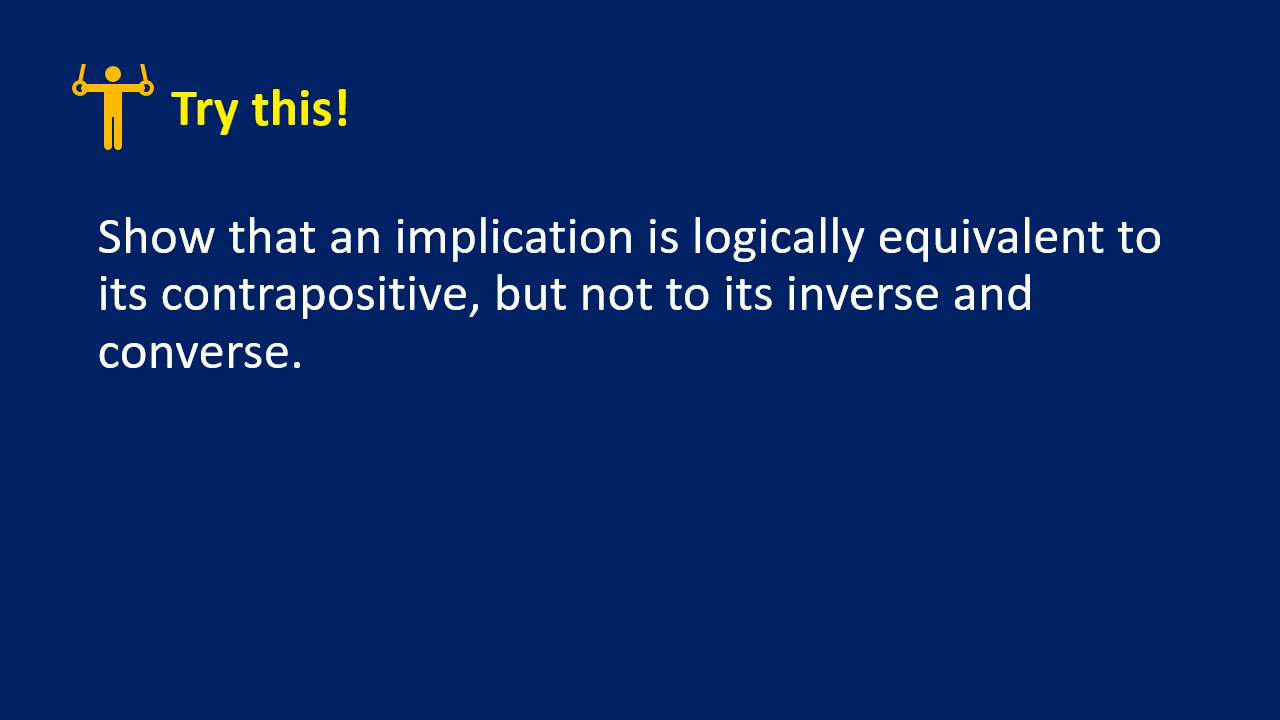 Try this!
Show that an implication is logically equivalent to
its contrapositive, but not to its inverse and
converse.